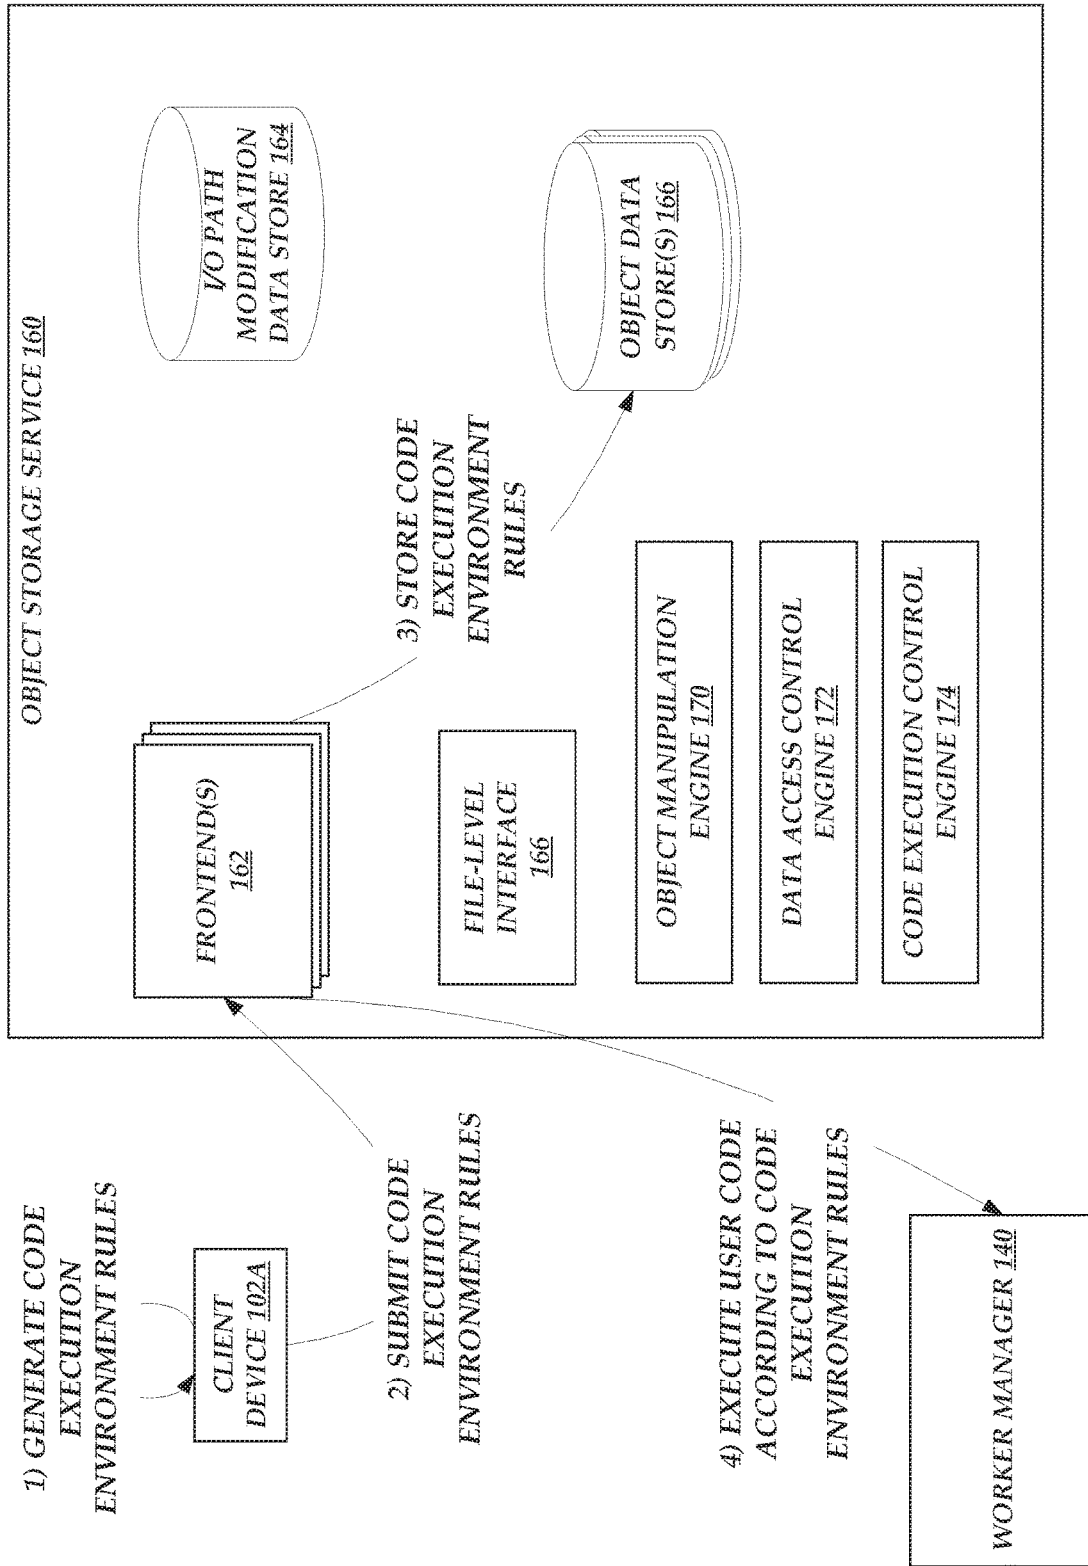 1) GENERATE CODE
EXECUTION
ENVIRONMENT RULES
CLIENT
DEVICE 102A
2) SUBMIT CODE
EXECUTION
ENVIRONMENT RULES
4) EXECUTE USER CODE
ACCORDING TO CODE
EXECUTION
ENVIRONMENT RULES
WORKER MANAGER 140
OBJECT STORAGE SERVICE 160
FRONTEND(S)
162
FILE-LEVEL
INTERFACE
166
OBJECT MANIPULATION
ENGINE 170
DATA ACCESS CONTROL
ENGINE 172
CODE EXECUTION CONTROL
ENGINE 174
3) STORE CODE
EXECUTION
ENVIRONMENT
RULES
I/O PATH
MODIFICATION
DATA STORE 164
OBJECT DATA
STORE(S) 166